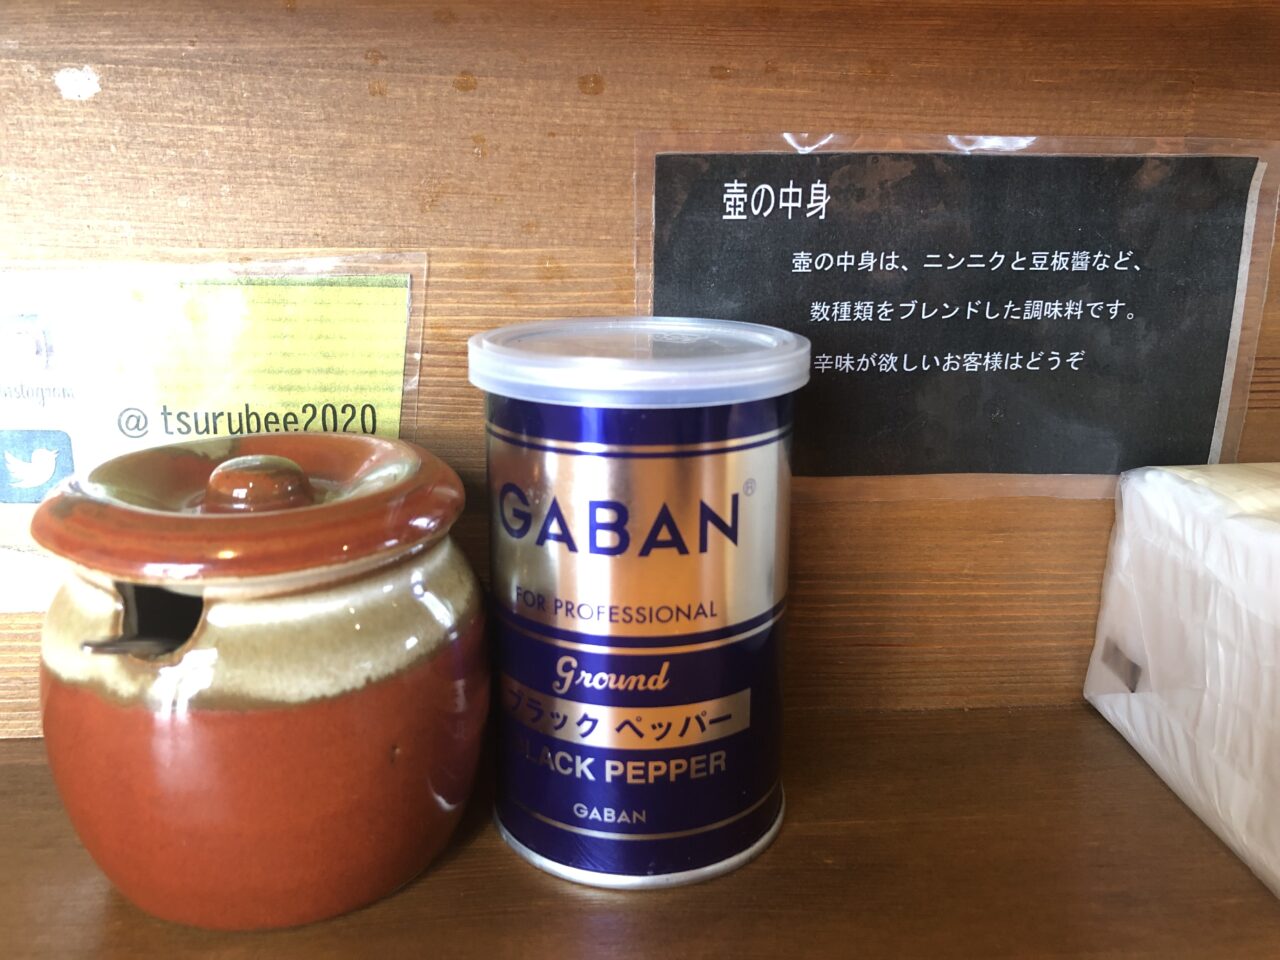 壺の中身
壺の中身は、ニンニクと豆板醬など、
数種類をブレンドした調味料です。
辛味が欲しいお客様はどうぞ
Instagram
@ tsurubee2020
GABAN®
FOR PROFESSIONAL
Ground
ブラック ペッパー
BLACK PEPPER
GABAN